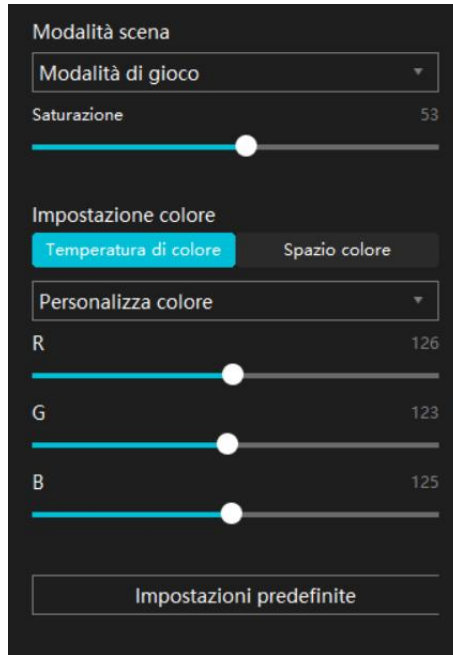 Modalità scena
Modalità di gioco
Saturazione 53
Impostazione colore
Temperatura di colore Spazio colore
Personalizza colore
R 126
G 123
B 125
Impostazioni predefinite